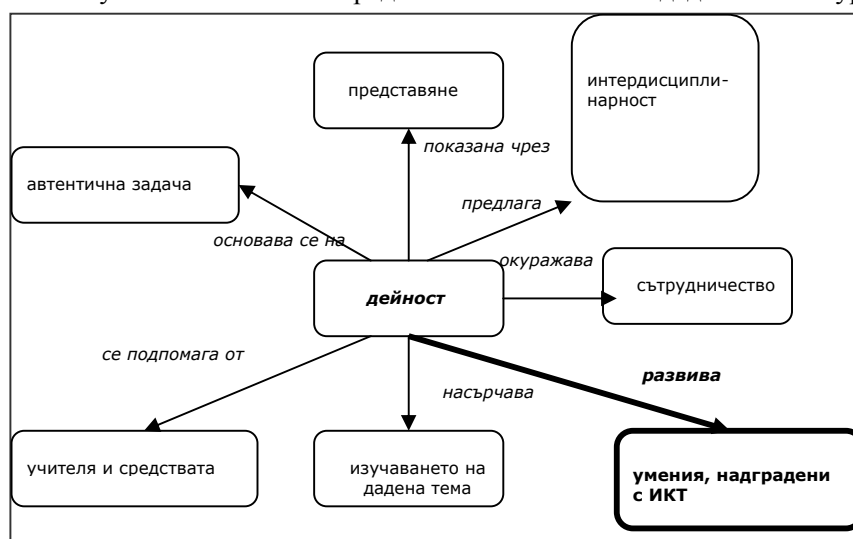 представяне
интердисципли-
нарност
показана чрез
автентична задача
предлага
основава се на
окуражава
дейност
сътрудничество
се подпомага от
развива
насърчава
учителя и средствата
изучаването на
дадена тема
умения, надградени
с ИКТ